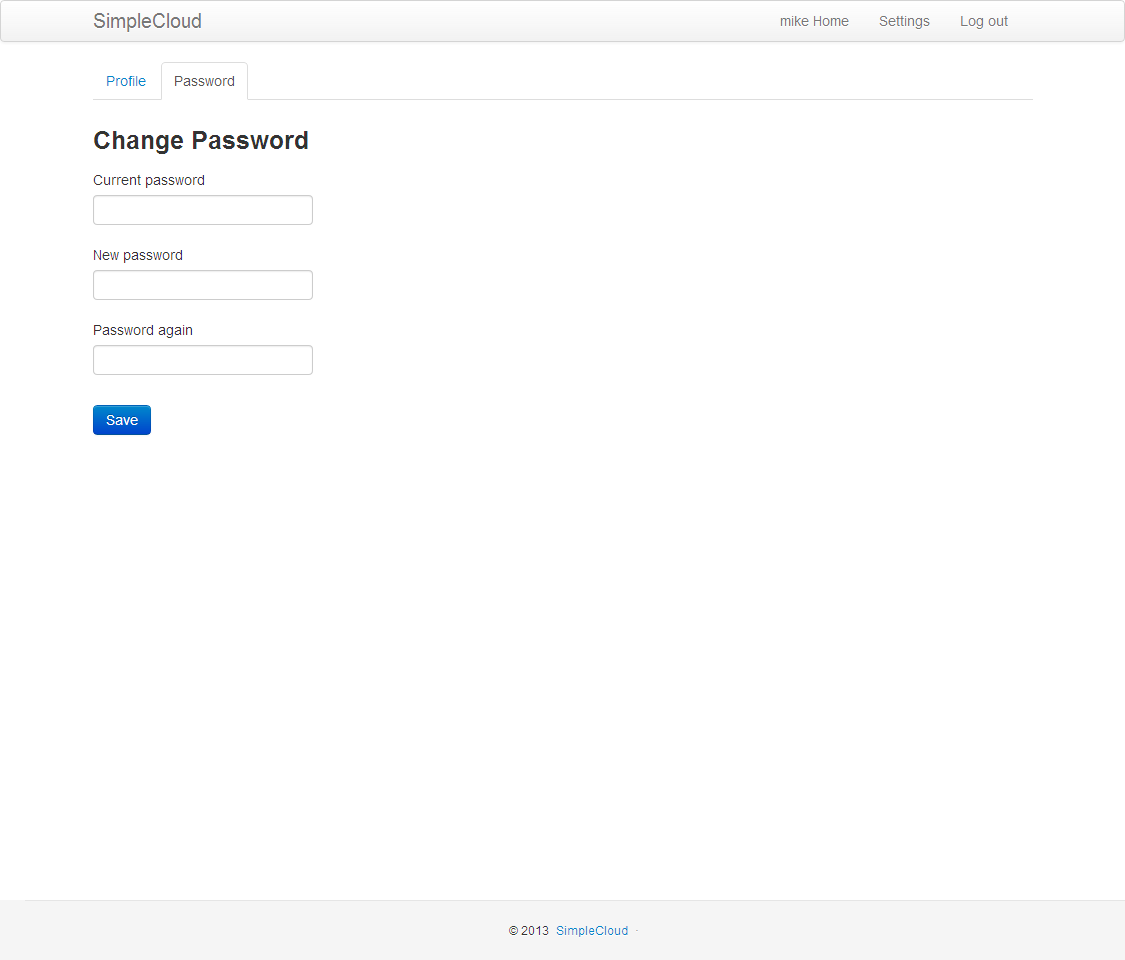 SimpleCloud mike Home Settings Log out
Profile Password
Change Password
Current password
New password
Password again
Save
© 2013 SimpleCloud -